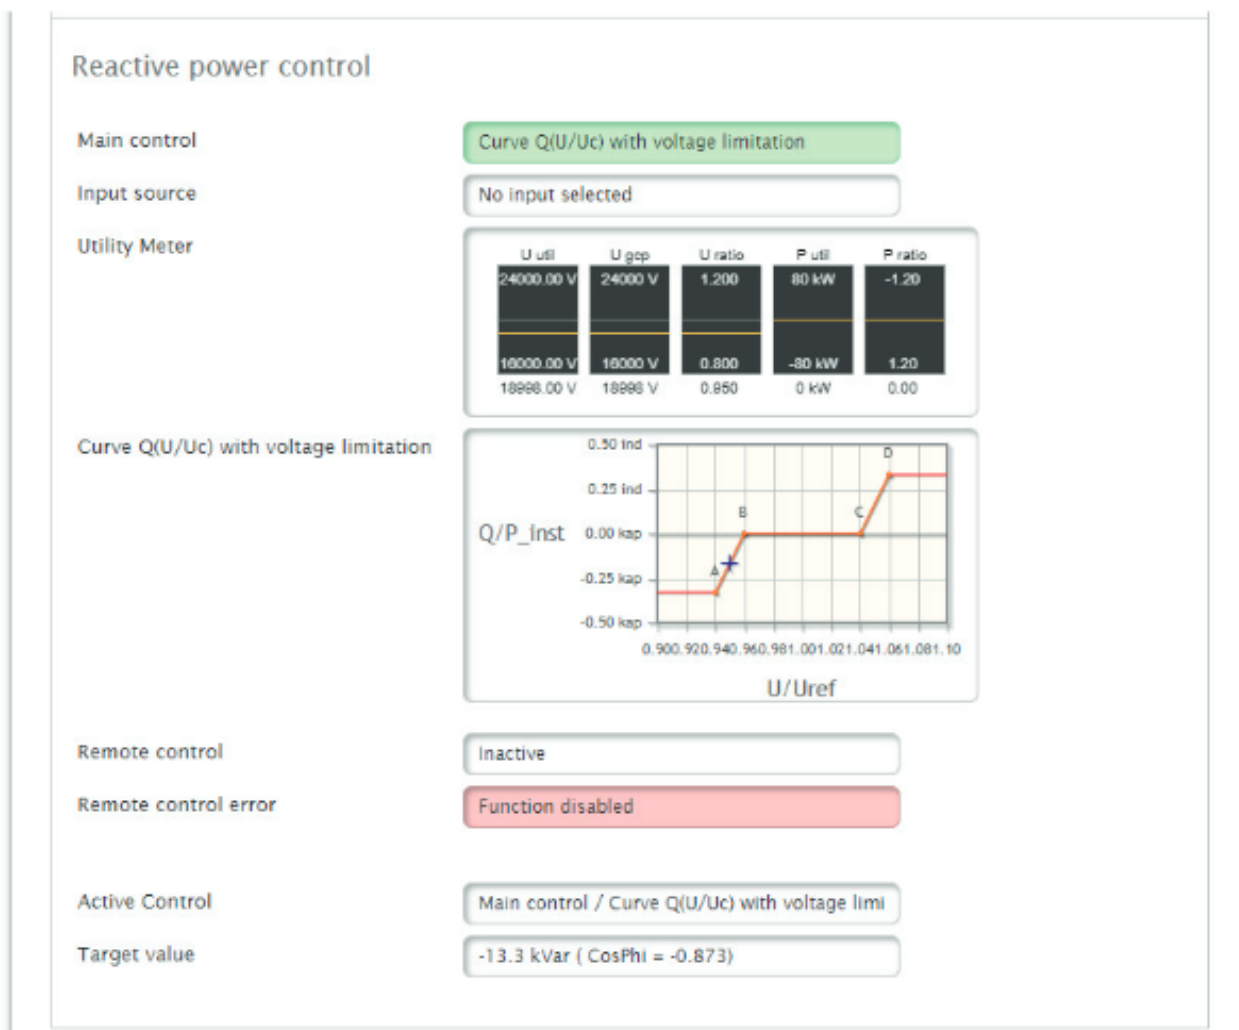 Reactive power control
Main control
Curve Q(U/Uc) with voltage limitation
Input source
No input selected
Utility Meter
U util U gcp U ratio P util P ratio
24000.00 V 24000 V 1.200 80 kW -1.20
16000.00 V 16000 V 0.800 -80 kW 1.20
18998.00 V 18998 V 0.950 0 kW 0.00
Curve Q(U/Uc) with voltage limitation
0.50 ind
0.25 ind
Q/P_inst
0.00 kap
-0.25 kap
-0.50 kap
A
B
C
D
0.900.920.940.960.981.001.021.041.061.081.10
U/Uref
Remote control
Inactive
Remote control error
Function disabled
Active Control
Main control / Curve Q(U/Uc) with voltage limi
Target value
-13.3 kVar ( CosPhi = -0.873)